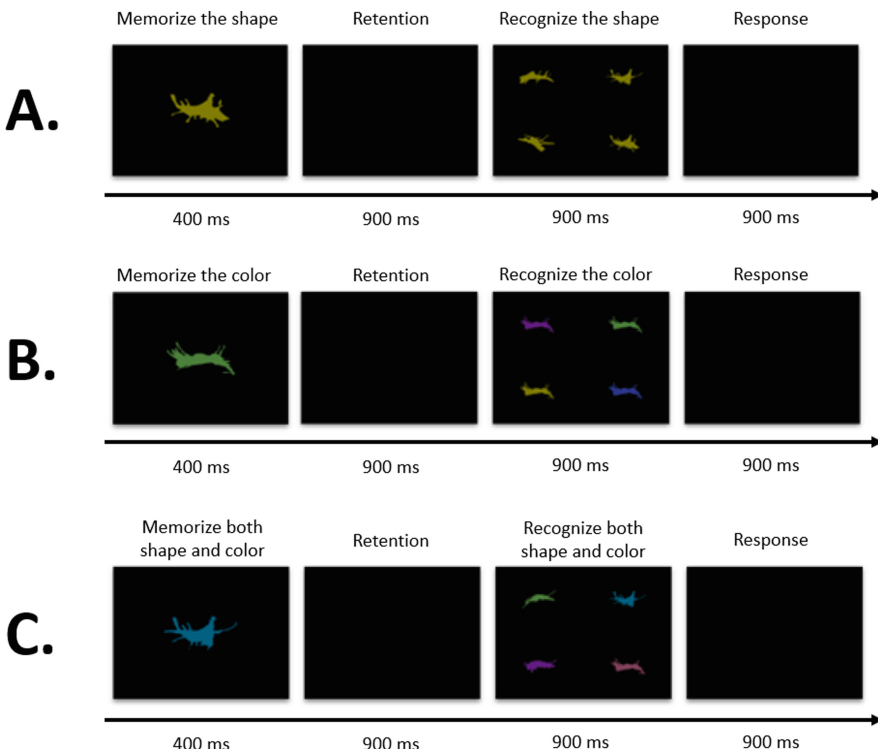 Memorize the shape Retention Recognize the shape Response
A.
400 ms 900 ms 900 ms 900 ms
Memorize the color Retention Recognize the color Response
B.
400 ms 900 ms 900 ms 900 ms
Memorize both
shape and color
Retention
Recognize both
shape and color
Response
C.
400 ms 900 ms 900 ms 900 ms